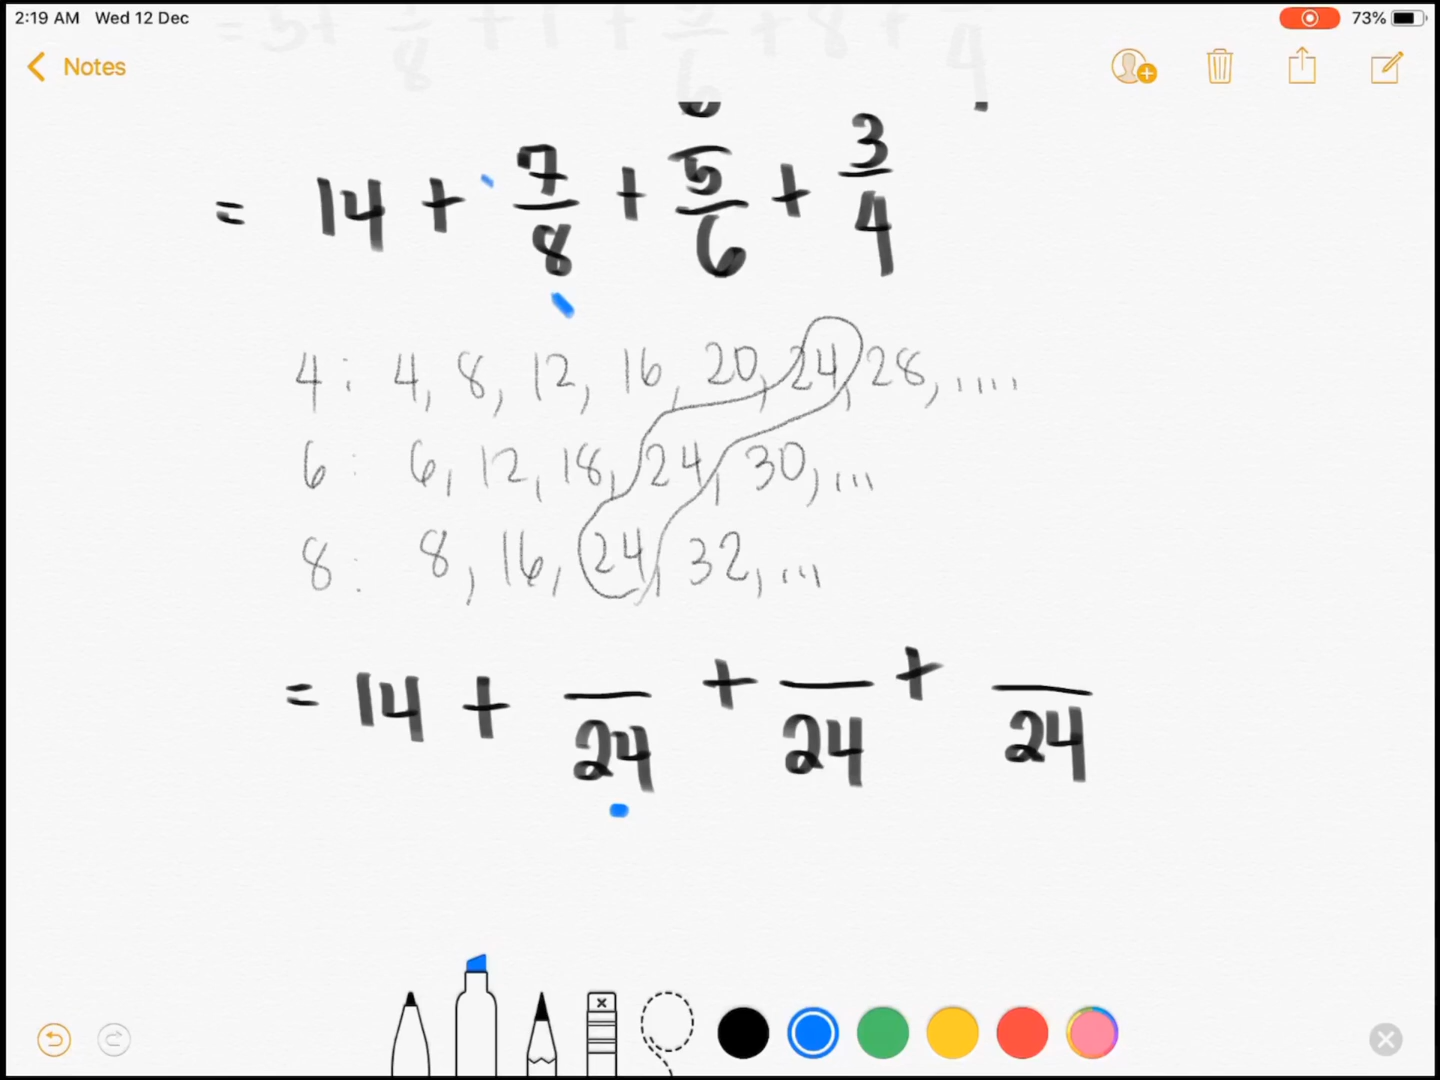 2:19 AM Wed 12 Dec 73%
Notes
= 14 + 7/8 + 5/6 + 3/4
4: 4, 8, 12, 16, 20, 24, 28, ....
6: 6, 12, 18, 24, 30, ...
8: 8, 16, 24, 32, ...
= 14 + /24 + /24 + /24